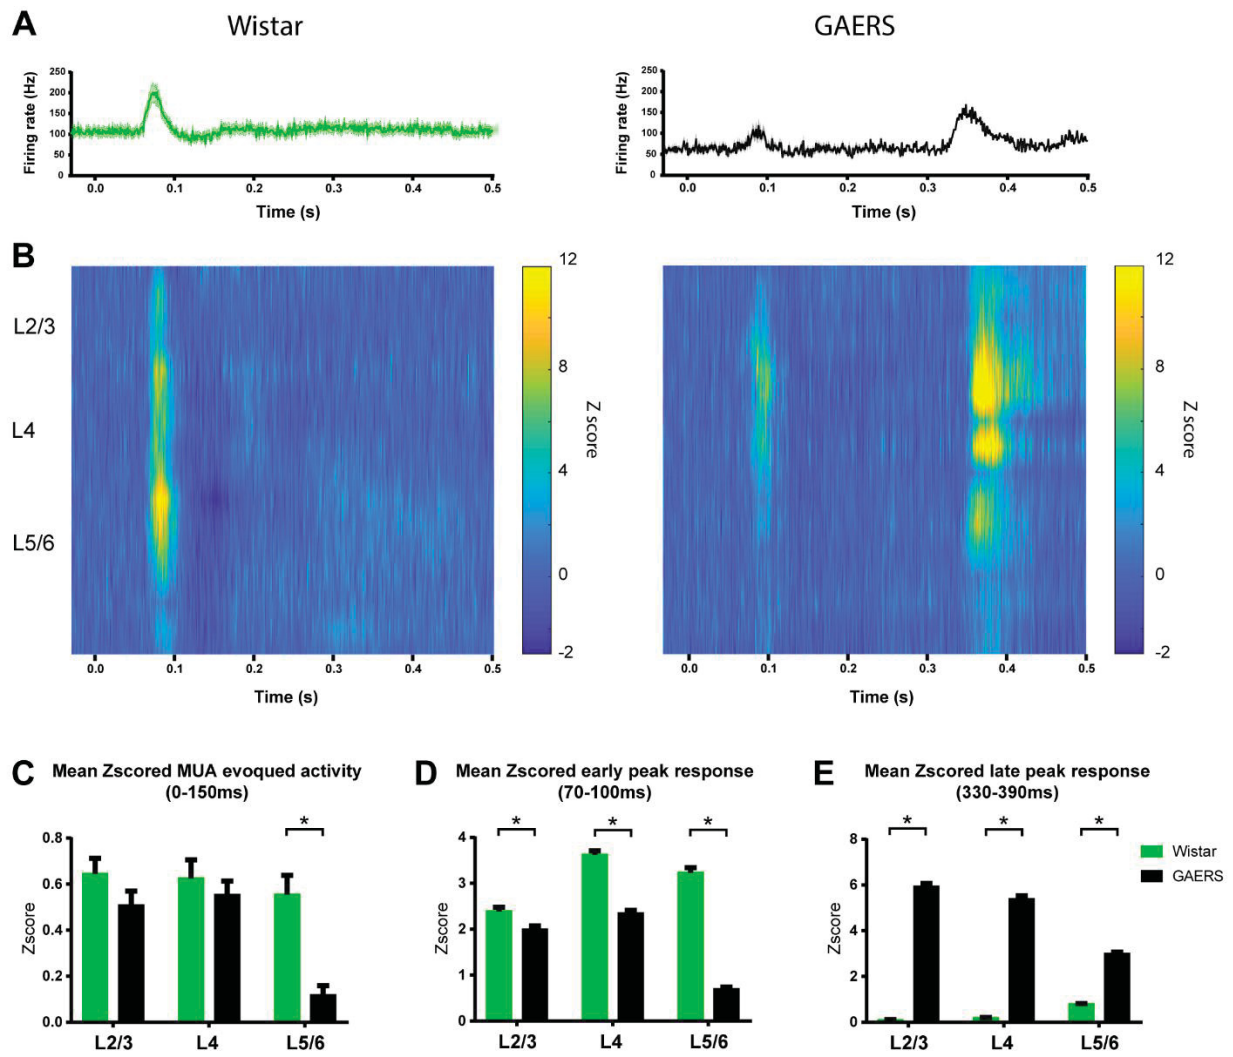 A
Wistar
GAERS
Firing rate (Hz)
250
200
150
100
50
0
0.0
0.1
0.2
0.3
0.4
0.5
Time (s)
Firing rate (Hz)
250
200
150
100
50
0
0.0
0.1
0.2
0.3
0.4
0.5
Time (s)
B
L2/3
L4
L5/6
0.0
0.1
0.2
0.3
0.4
0.5
Time (s)
12
8
4
0
-2
Z score
0.0
0.1
0.2
0.3
0.4
0.5
Time (s)
12
8
4
0
-2
Z score
C
Mean Zscored MUA evoqued activity
(0-150ms)
Zscore
0.8
0.6
0.4
0.2
0.0
*
L2/3
L4
L5/6
D
Mean Zscored early peak response
(70-100ms)
Zscore
4
3
2
1
0
*
*
*
L2/3
L4
L5/6
E
Mean Zscored late peak response
(330-390ms)
Zscore
8
6
4
2
0
*
*
*
L2/3
L4
L5/6
Wistar
GAERS